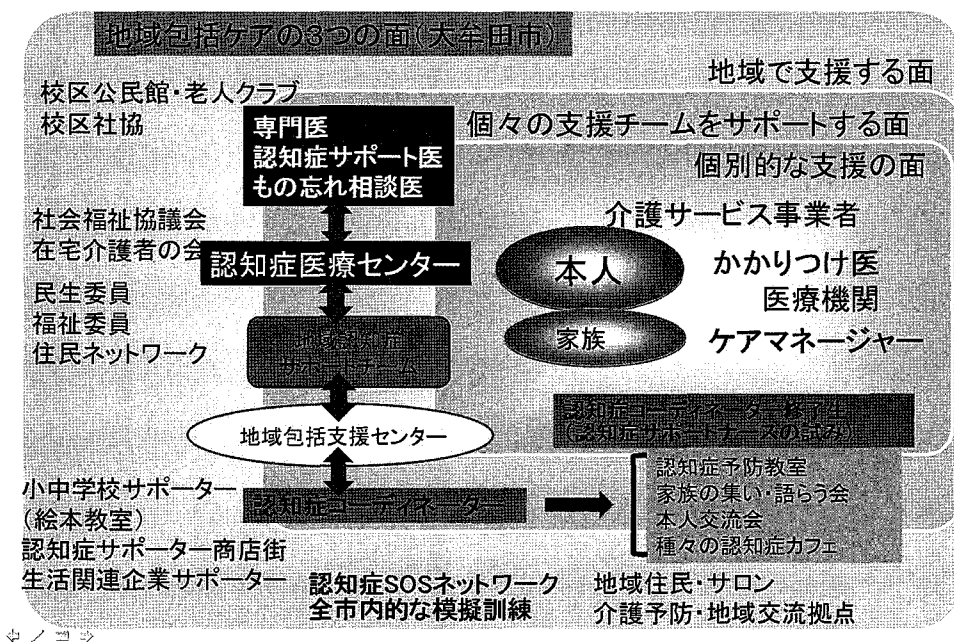 地域包括ケアの3つの面(大牟田市)
地域で支援する面
校区公民館・老人クラブ
校区社協
専門医
認知症サポート医
もの忘れ相談医
個々の支援チームをサポートする面
個別的な支援の面
社会福祉協議会
在宅介護者の会
認知症医療センター
介護サービス事業者
本人
かかりつけ医
医療機関
民生委員
福祉委員
住民ネットワーク
地域認知症
サポートチーム
家族
ケアマネージャー
地域包括支援センター
認知症コーディネーター修了生
(認知症サポートナースの試み)
認知症予防教室
家族の集い・語らう会
本人交流会
種々の認知症カフェ
小中学校サポーター
(絵本教室)
認知症サポーター商店街
生活関連企業サポーター
認知症コーディネーター
認知症SOSネットワーク
全市内的な模擬訓練
地域住民・サロン
介護予防・地域交流拠点